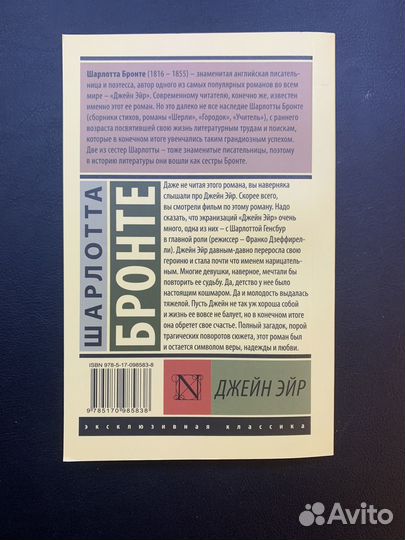 Шарлотта Бронте (1816 – 1855) – знаменитая английская писатель-
ница и поэтесса, автор одного из самых популярных романов во всем
мире – «Джейн Эйр». Современному читателю, конечно же, известен
именно этот ее роман. Но это далеко не все наследие Шарлотты Бронте
(сборники стихов, романы «Шерли», «Городок», «Учитель»), с ран-
него возраста посвятившей свою жизнь литературным трудам и поискам,
которые в конечном итоге увенчались таким грандиозным успехом.
Две из сестер Шарлотты – тоже знаменитые писательницы, поэтому
в историю литературы они вошли как сестры Бронте.
ШАРЛОТТА
БРОНТЕ
Даже не читая этого романа, вы наверняка
слышали про Джейн Эйр. Скорее всего,
вы смотрели фильм по этому роману. Надо
сказать, что экранизаций «Джейн Эйр» очень
много, одна из них – с Шарлоттой Генсбур
в главной роли (режиссер – Франко Дзеффирел-
ли). Джейн Эйр давным-давно переросла свою
героиню и стала почти что именем нарицатель-
ным. Многие девушки, наверное, мечтали бы
повторить ее судьбу. Да, детство у нее было
настоящим кошмаром. Да и молодость выдалась
тяжелой. Пусть Джейн не так уж хороша собой
и жизнь ее вовсе не балует, но в конечном итоге
она обретет свое счастье. Полный загадок, порой
трагических поворотов сюжета, этот роман был
и остается символом веры, надежды и любви.
ISBN 978-5-17-098583-8
9 785170 985838
N
ДЖЕЙН ЭЙР
эксклюзивная классика
Avito